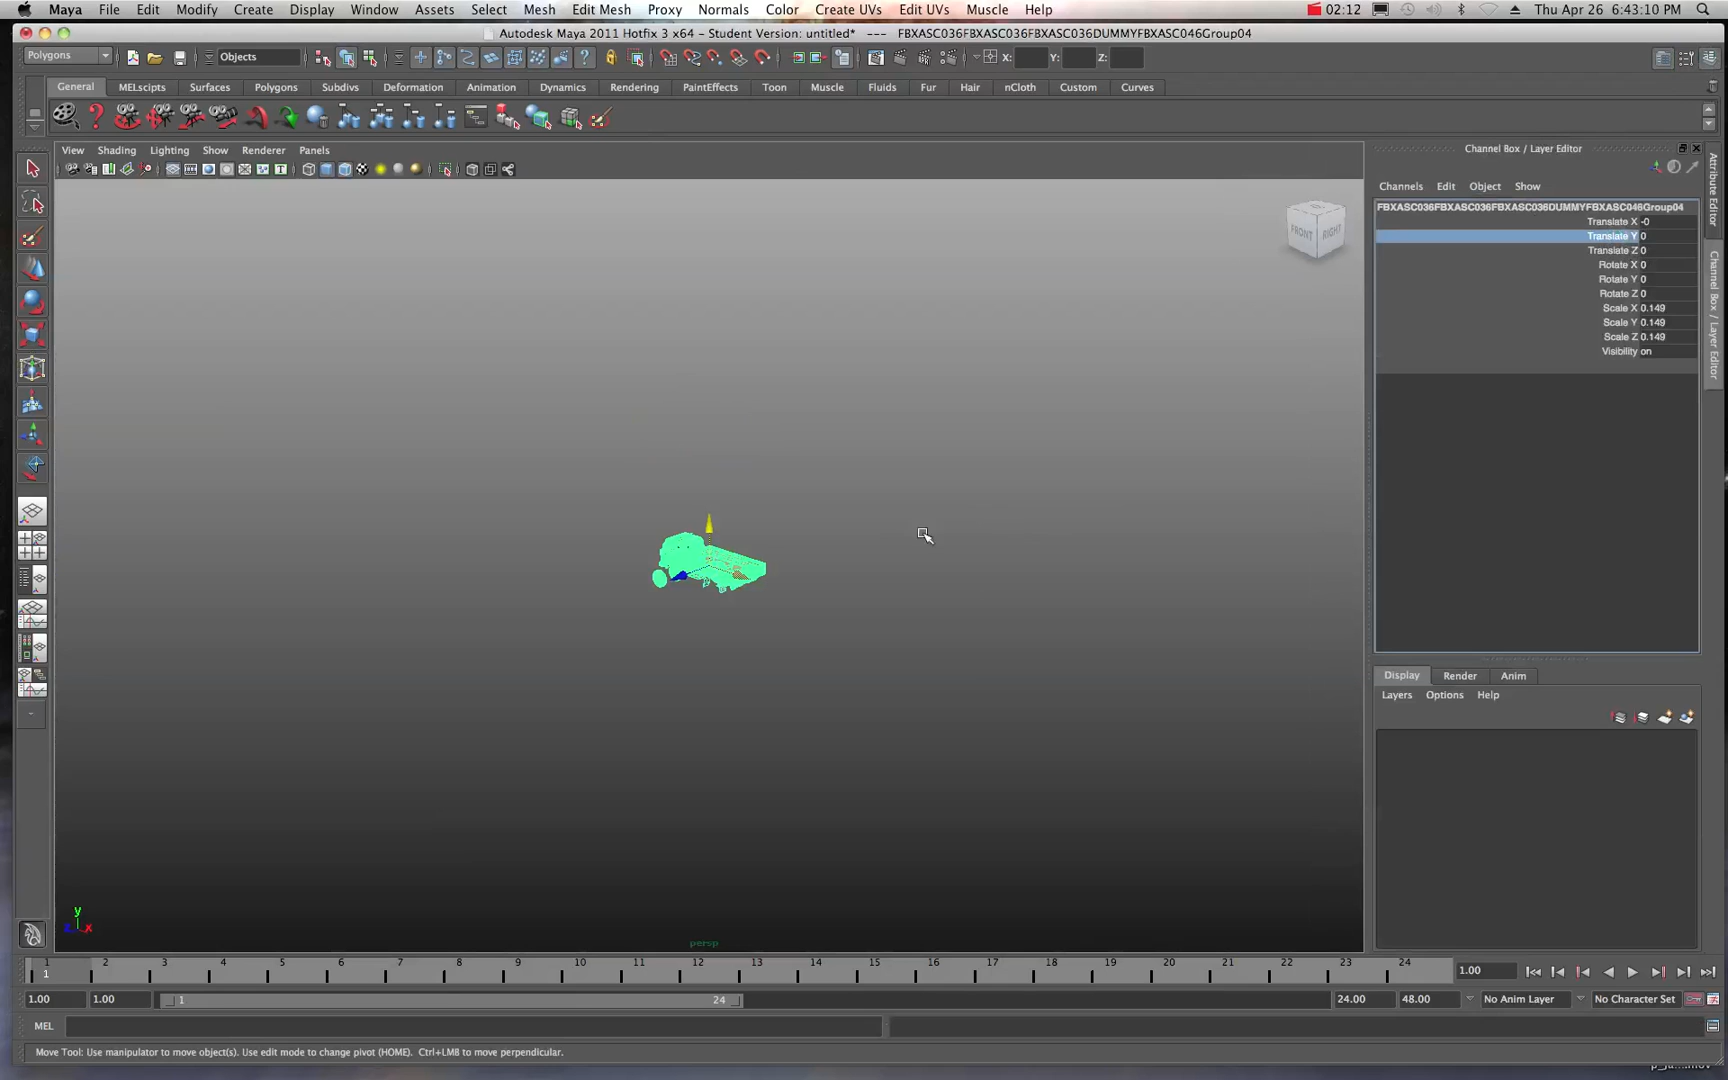 Maya File Edit Modify Create Display Window Assets Select Mesh Edit Mesh Proxy Normals Color Create UVs Edit UVs Muscle Help 02:12 Thu Apr 26 6:43:10 PM
Autodesk Maya 2011 Hotfix 3 x64 – Student Version: untitled* --- FBXASC036FBXASC036FBXASC036DUMMYFBXASC046Group04
Polygons Objects X: Y: Z:
General MELscipts Surfaces Polygons Subdivs Deformation Animation Dynamics Rendering PaintEffects Toon Muscle Fluids Fur Hair nCloth Custom Curves
View Shading Lighting Show Renderer Panels
Channel Box / Layer Editor
Channels Edit Object Show
FBXASC036FBXASC036FBXASC036DUMMYFBXASC046Group04
Translate X -0
Translate Y 0
Translate Z 0
Rotate X 0
Rotate Y 0
Rotate Z 0
Scale X 0.149
Scale Y 0.149
Scale Z 0.149
Visibility on
Attribute Editor
Channel Box / Layer Editor
FRONT RIGHT
Display Render Anim
Layers Options Help
y
x
persp
1 2 3 4 5 6 7 8 9 10 11 12 13 14 15 16 17 18 19 20 21 22 23 24
1
1.00
1.00 1.00 1 24 24.00 48.00 No Anim Layer No Character Set
MEL
Move Tool: Use manipulator to move object(s). Use edit mode to change pivot (HOME). Ctrl+LMB to move perpendicular.